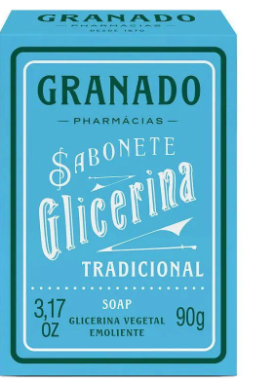 GRANADO
PHARMACIAS
DESDE 1870
GRANADO
— PHARMÁCIAS —
SABONETE
Glicerina
TRADICIONAL
3,17 OZ
SOAP
GLICERINA VEGETAL
EMOLIENTE
90g